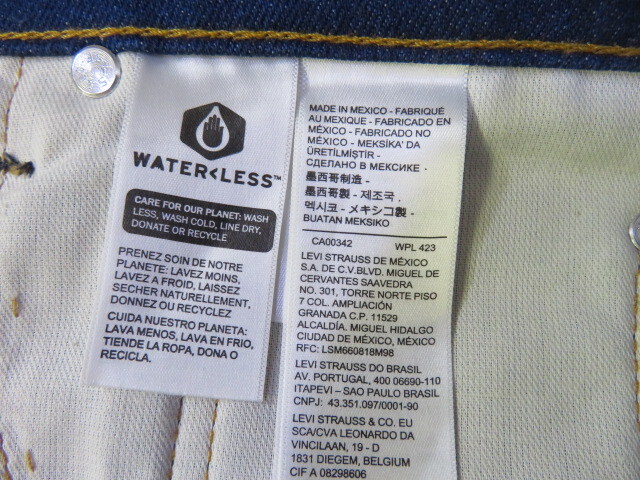 WATER<LESS™
CARE FOR OUR PLANET: WASH
LESS, WASH COLD, LINE DRY,
DONATE OR RECYCLE
PRENEZ SOIN DE NOTRE
PLANETE: LAVEZ MOINS,
LAVEZ A FROID, LAISSEZ
SECHER NATURELLEMENT,
DONNEZ OU RECYCLEZ
CUIDA NUESTRO PLANETA:
LAVA MENOS, LAVA EN FRIO,
TIENDE LA ROPA, DONA O
RECICLA.
MADE IN MEXICO - FABRIQUÉ
AU MEXIQUE - FABRICADO EN
MÉXICO - FABRICADO NO
MÉXICO - MEKSİKA' DA
ÜRETİLMİŞTİR -
СДЕЛАНО В МЕКСИКЕ -
墨西哥制造 -
墨西哥製 - 제조국 .
멕시코 - メキシコ製 -
BUATAN MEKSIKO
CA00342 WPL 423
LEVI STRAUSS DE MÉXICO
S.A. DE C.V.BLVD. MIGUEL DE
CERVANTES SAAVEDRA
NO. 301, TORRE NORTE PISO
7 COL. AMPLIACIÓN
GRANADA C.P. 11529
ALCALDÍA. MIGUEL HIDALGO
CIUDAD DE MÉXICO, MÉXICO
RFC: LSM660818M98
LEVI STRAUSS DO BRASIL
AV. PORTUGAL, 400 06690-110
ITAPEVI – SAO PAULO BRASIL
CNPJ: 43.351.097/0001-90
LEVI STRAUSS & CO. EU
SCA/CVA LEONARDO DA
VINCILAAN, 19 - D
1831 DIEGEM, BELGIUM
CIF A 08298606